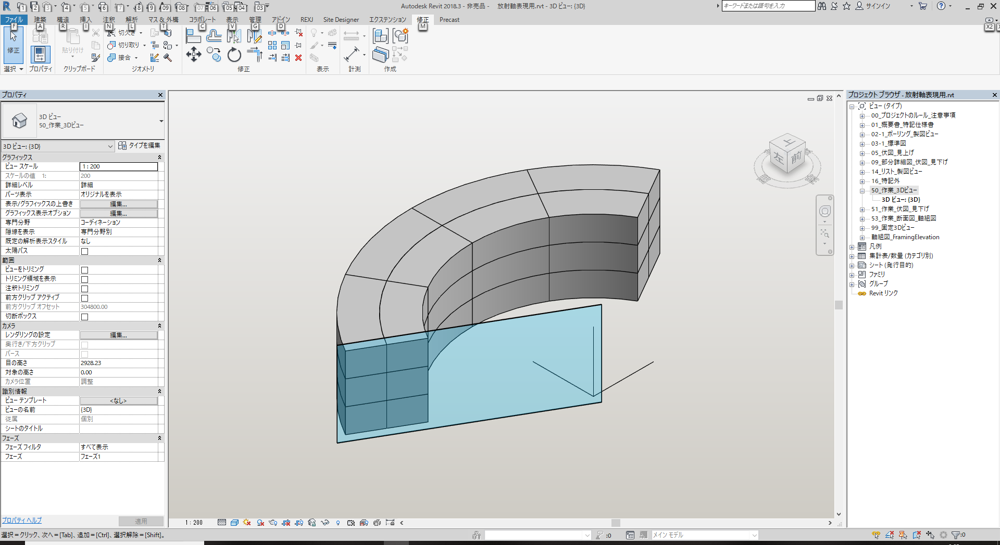 Autodesk Revit 2018.3 - 非売品 - 放射軸表現用.rvt - 3D ビュー: {3D}
キーワードまたは語句を入力
サインイン
1 2 3 4 5 6 7 8 9 09 08 07 06 05 04 03
ファイル 建築 構造 挿入 注釈 解析 マス & 外構 コラボレート 表示 管理 アドイン REXJ Site Designer エクステンション 修正 Precast
F A R I N L T C V G D M X2
修正
貼り付け
切欠き
切り取り
接合
選択 プロパティ クリップボード ジオメトリ 修正 表示 計測 作成
プロパティ
3D ビュー
50_作業_3Dビュー
3D ビュー: {3D} タイプを編集
グラフィックス
ビュー スケール 1 : 200
スケールの値 1: 200
詳細レベル 詳細
パーツ表示 オリジナルを表示
表示/グラフィックスの上書き 編集...
グラフィックス表示オプション 編集...
専門分野 コーディネーション
隠線を表示 専門分野別
既定の解析表示スタイル なし
太陽パス
範囲
ビューをトリミング
トリミング領域を表示
注釈トリミング
前方クリップ アクティブ
前方クリップ オフセット 304800.00
切断ボックス
カメラ
レンダリングの設定 編集...
奥行き/下方クリップ
パース
目の高さ 2928.23
対象の高さ 0.00
カメラ位置 調整
識別情報
ビュー テンプレート <なし>
ビューの名前 {3D}
従属 個別
シートのタイトル
フェーズ
フェーズ フィルタ すべて表示
フェーズ フェーズ1
プロパティ ヘルプ 適用
上
左 前
プロジェクト ブラウザ - 放射軸表現用.rvt
ビュー (タイプ)
00_プロジェクトのルール_注意事項
01_概要書_特記仕様書
02-1_ボーリング_製図ビュー
03-1_標準図
05_伏図_見上げ
09_部分詳細図_伏図_見下げ
14_リスト_製図ビュー
16_特記外
50_作業_3Dビュー
3D ビュー: {3D}
51_作業_伏図_見下げ
53_作業_断面図_軸組図
99_固定3Dビュー
軸組図_FramingElevation
凡例
集計表/数量 (カテゴリ別)
シート (発行目的)
ファミリ
グループ
Revit リンク
1 : 200
選択＝クリック、次へ＝[Tab]、追加＝[Ctrl]、選択解除＝[Shift]。
:0
メイン モデル
:0